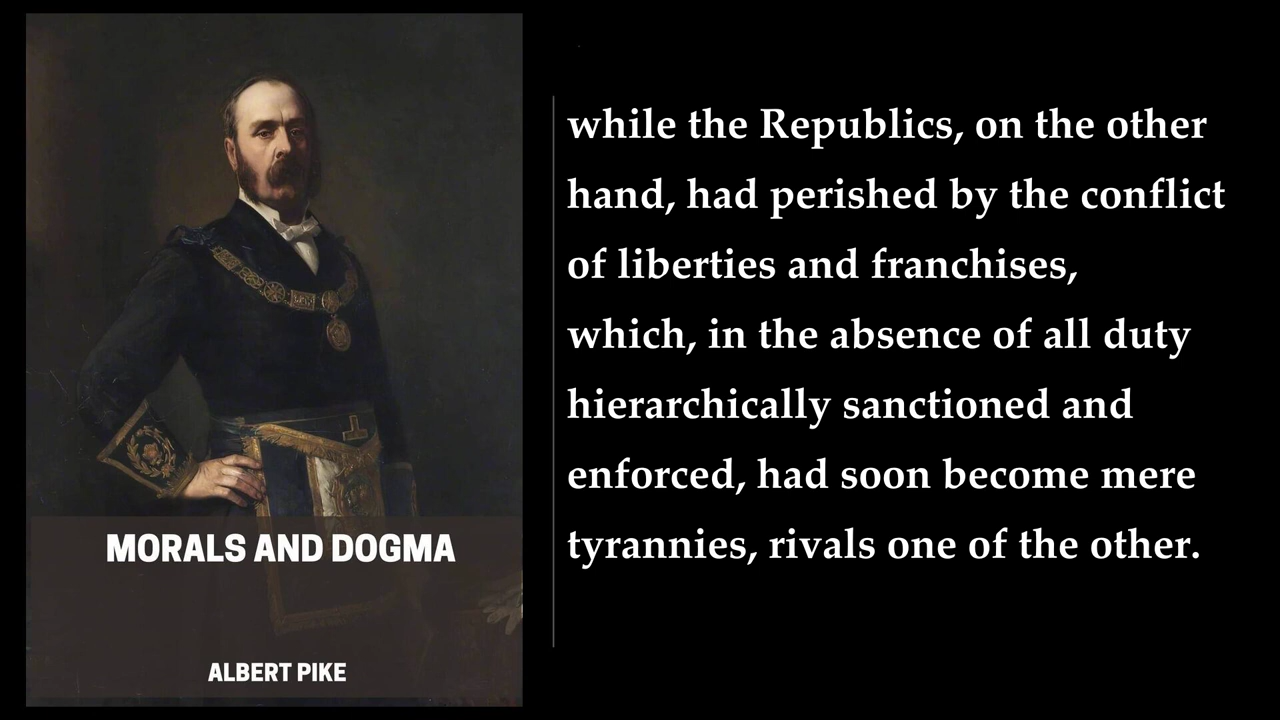 MORALS AND DOGMA
ALBERT PIKE
while the Republics, on the other
hand, had perished by the conflict
of liberties and franchises,
which, in the absence of all duty
hierarchically sanctioned and
enforced, had soon become mere
tyrannies, rivals one of the other.